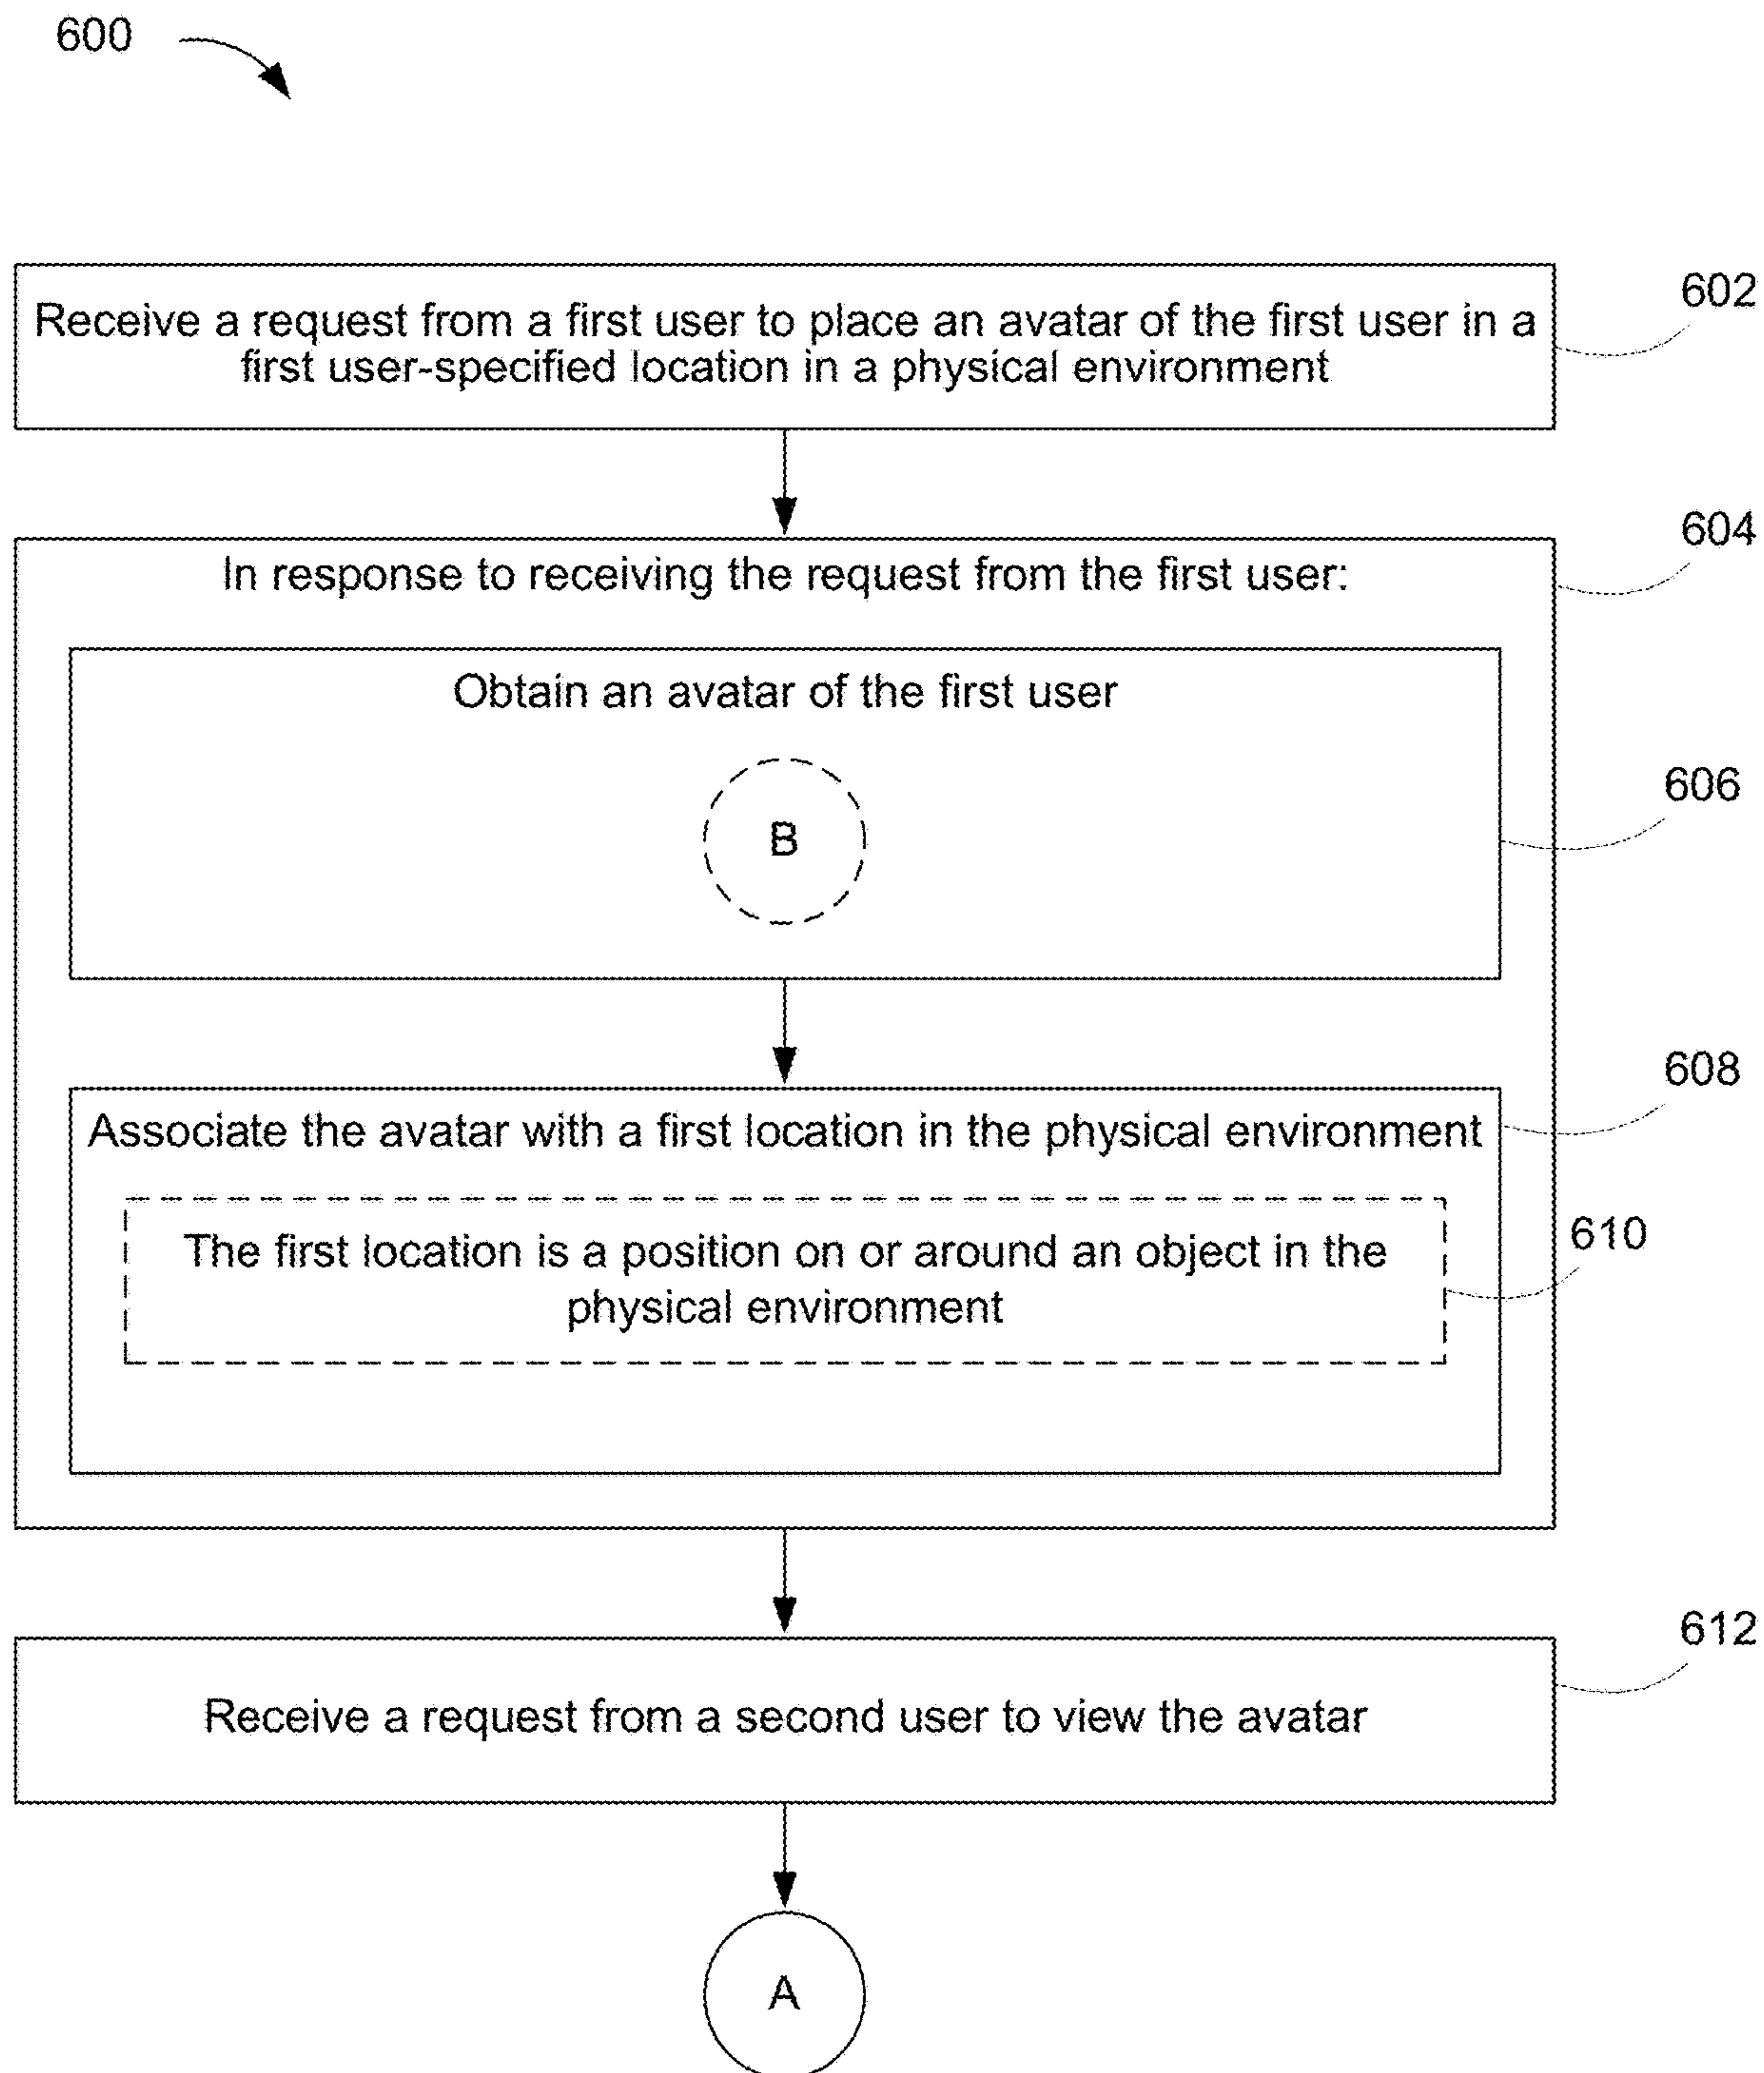 600
602
Receive a request from a first user to place an avatar of the first user in a
first user-specified location in a physical environment
604
In response to receiving the request from the first user:
Obtain an avatar of the first user
606
B
608
Associate the avatar with a first location in the physical environment
610
The first location is a position on or around an object in the
physical environment
612
Receive a request from a second user to view the avatar
A